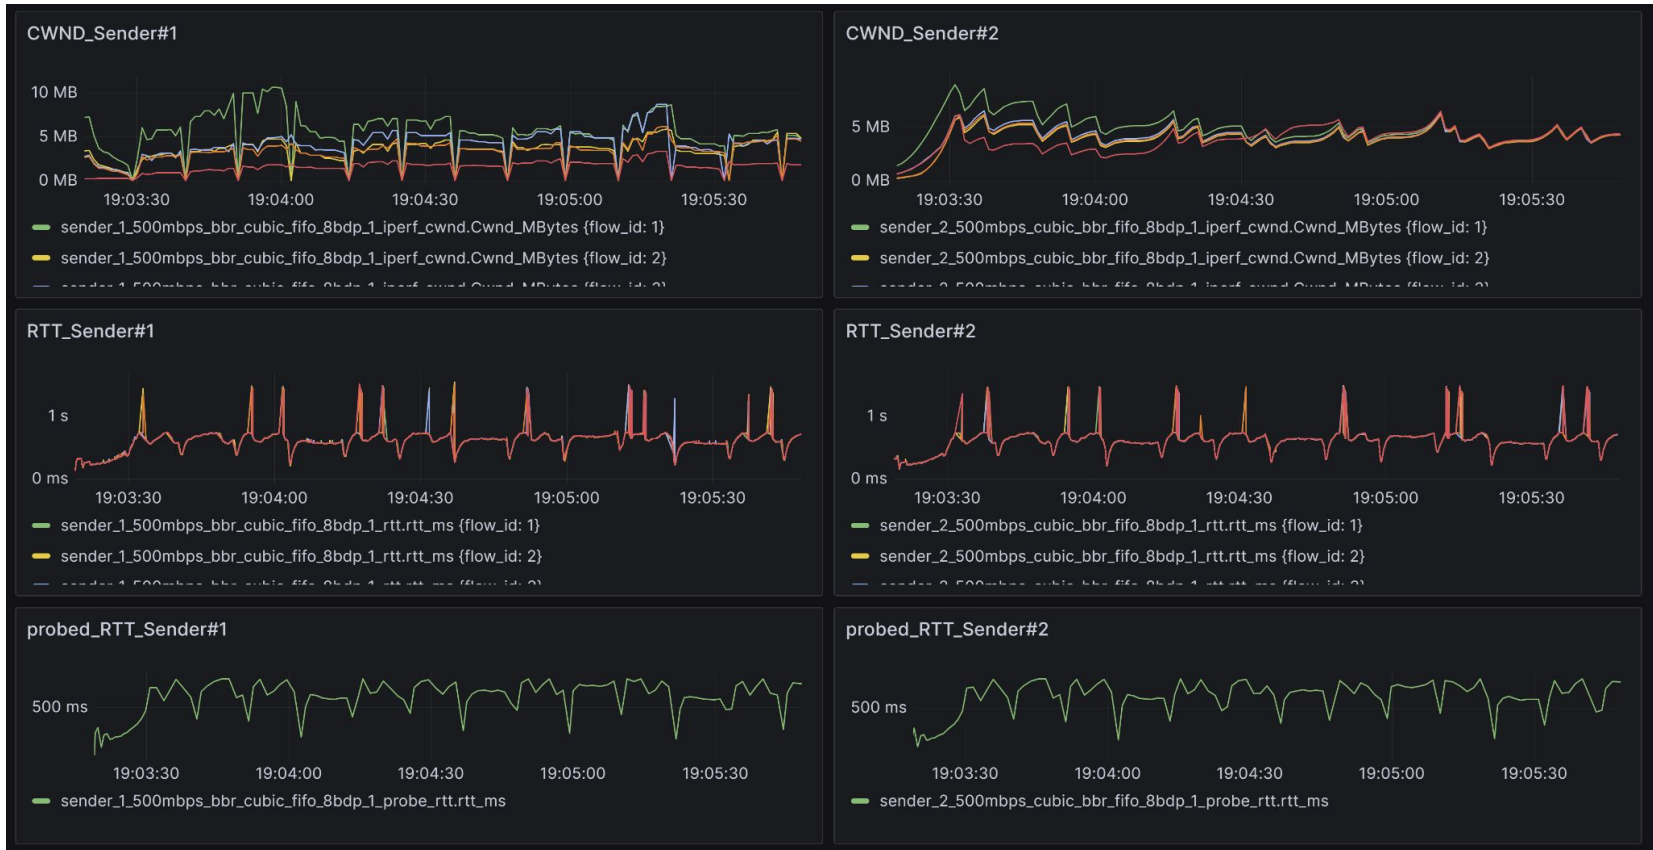 CWND_Sender#1
10 MB
5 MB
0 MB
19:03:30 19:04:00 19:04:30 19:05:00 19:05:30
sender_1_500mbps_bbr_cubic_fifo_8bdp_1_iperf_cwnd.Cwnd_MBytes {flow_id: 1}
sender_1_500mbps_bbr_cubic_fifo_8bdp_1_iperf_cwnd.Cwnd_MBytes {flow_id: 2}
CWND_Sender#2
5 MB
0 MB
19:03:30 19:04:00 19:04:30 19:05:00 19:05:30
sender_2_500mbps_cubic_bbr_fifo_8bdp_1_iperf_cwnd.Cwnd_MBytes {flow_id: 1}
sender_2_500mbps_cubic_bbr_fifo_8bdp_1_iperf_cwnd.Cwnd_MBytes {flow_id: 2}
RTT_Sender#1
1 s
0 ms
19:03:30 19:04:00 19:04:30 19:05:00 19:05:30
sender_1_500mbps_bbr_cubic_fifo_8bdp_1_rtt.rtt_ms {flow_id: 1}
sender_1_500mbps_bbr_cubic_fifo_8bdp_1_rtt.rtt_ms {flow_id: 2}
RTT_Sender#2
1 s
0 ms
19:03:30 19:04:00 19:04:30 19:05:00 19:05:30
sender_2_500mbps_cubic_bbr_fifo_8bdp_1_rtt.rtt_ms {flow_id: 1}
sender_2_500mbps_cubic_bbr_fifo_8bdp_1_rtt.rtt_ms {flow_id: 2}
probed_RTT_Sender#1
500 ms
19:03:30 19:04:00 19:04:30 19:05:00 19:05:30
sender_1_500mbps_bbr_cubic_fifo_8bdp_1_probe_rtt.rtt_ms
probed_RTT_Sender#2
500 ms
19:03:30 19:04:00 19:04:30 19:05:00 19:05:30
sender_2_500mbps_cubic_bbr_fifo_8bdp_1_probe_rtt.rtt_ms